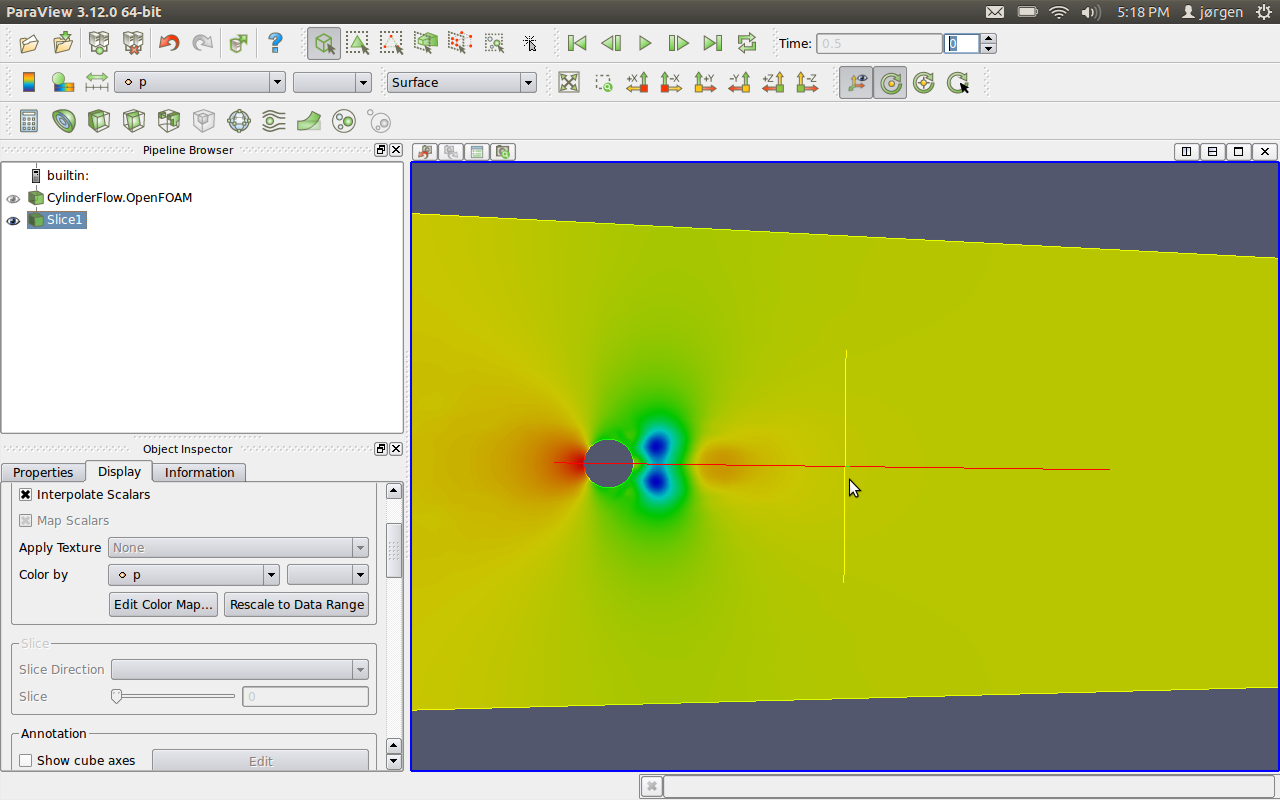 ParaView 3.12.0 64-bit
5:18 PM jørgen
Time: 0.5 0
p
Surface
+X -X +Y -Y +Z -Z
Pipeline Browser
builtin:
CylinderFlow.OpenFOAM
Slice1
Object Inspector
Properties Display Information
Interpolate Scalars
Map Scalars
Apply Texture None
Color by p
Edit Color Map... Rescale to Data Range
Slice
Slice Direction
Slice 0
Annotation
Show cube axes Edit